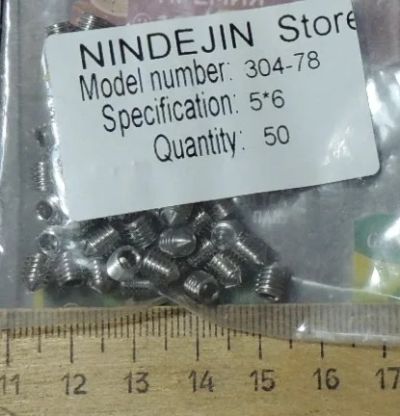 NINDEJIN Store
Model number: 304-78
Specification: 5*6
Quantity: 50
11 12 13 14 15 16 17